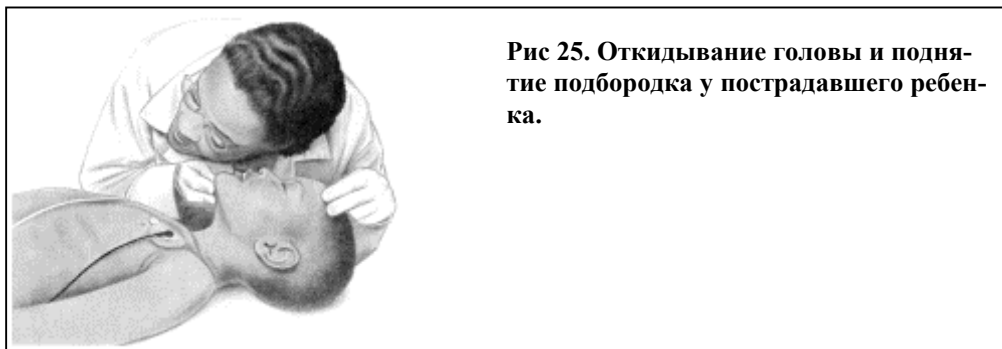 Рис 25. Откидывание головы и подня-
тие подбородка у пострадавшего ребен-
ка.